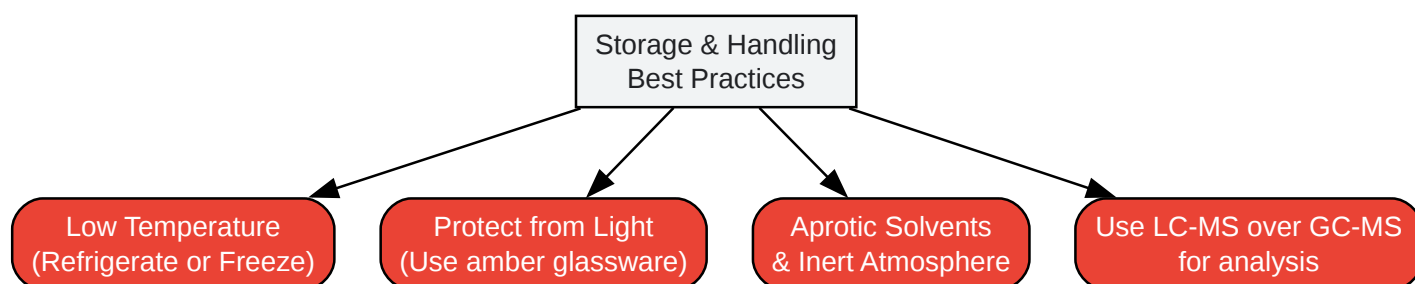 Storage & Handling
Best Practices
Low Temperature
(Refrigerate or Freeze)
Protect from Light
(Use amber glassware)
Aprotic Solvents
& Inert Atmosphere
Use LC-MS over GC-MS
for analysis